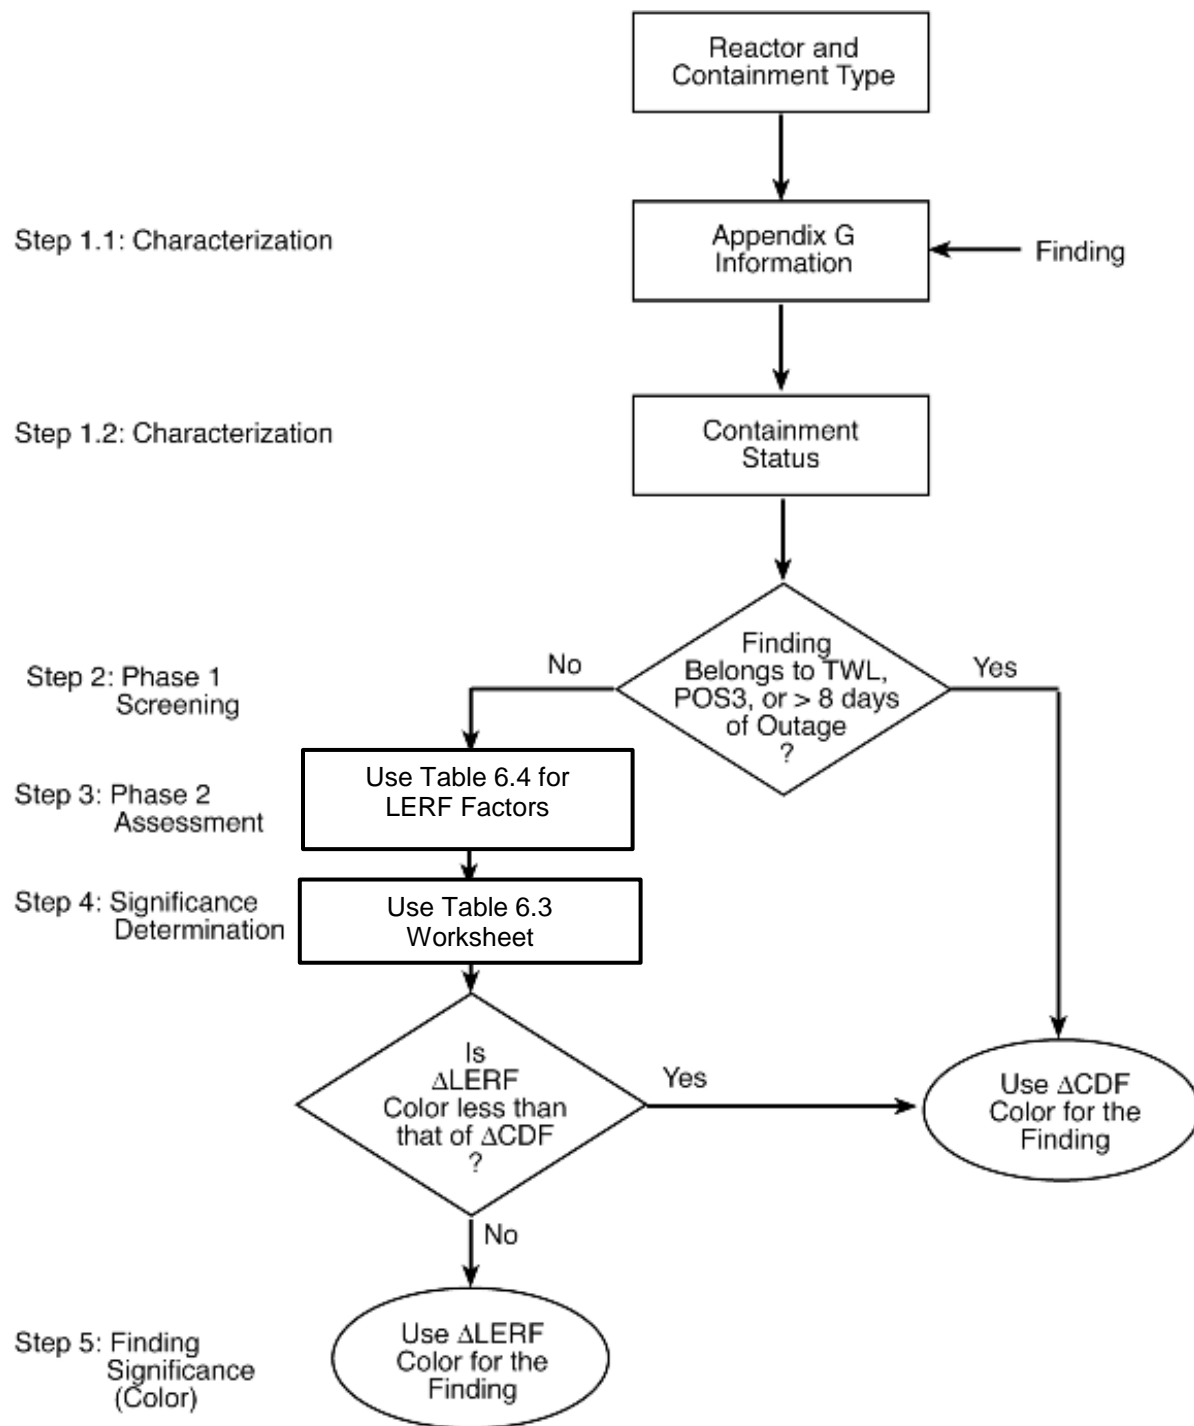 Reactor and
Containment Type
Step 1.1: Characterization
Appendix G
Information
Finding
Step 1.2: Characterization
Containment
Status
Step 2: Phase 1
Screening
No
Finding
Belongs to TWL,
POS3, or > 8 days
of Outage
?
Yes
Step 3: Phase 2
Assessment
Use Table 6.4 for
LERF Factors
Step 4: Significance
Determination
Use Table 6.3
Worksheet
Is
ΔLERF
Color less than
that of ΔCDF
?
Yes
Use ΔCDF
Color for the
Finding
No
Step 5: Finding
Significance
(Color)
Use ΔLERF
Color for the
Finding